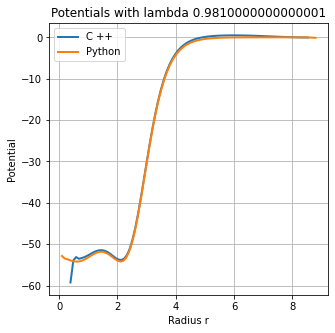 Potentials with lambda 0.9810000000000001
C ++
Python
0
−10
−20
−30
−40
−50
−60
Potential
0 2 4 6 8
Radius r